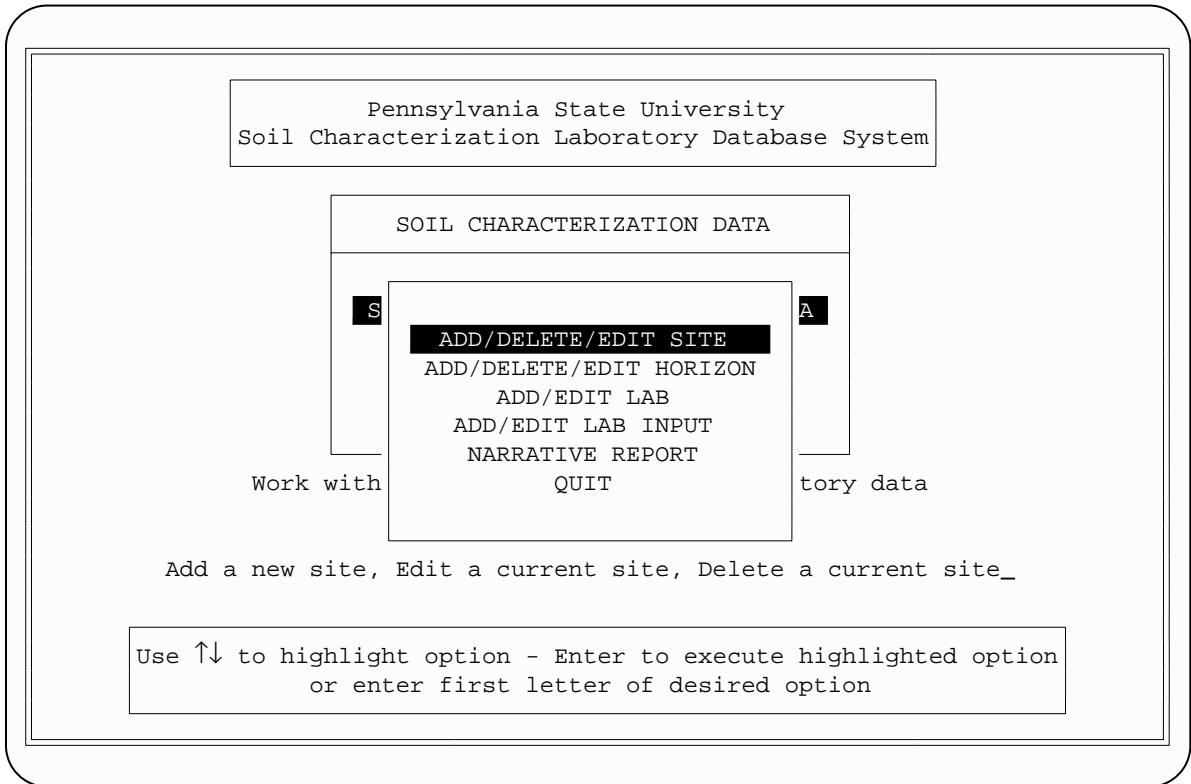 Pennsylvania State University
Soil Characterization Laboratory Database System
SOIL CHARACTERIZATION DATA
S A
ADD/DELETE/EDIT SITE
ADD/DELETE/EDIT HORIZON
ADD/EDIT LAB
ADD/EDIT LAB INPUT
NARRATIVE REPORT
Work with QUIT tory data
Add a new site, Edit a current site, Delete a current site_
Use ↑↓ to highlight option - Enter to execute highlighted option
or enter first letter of desired option